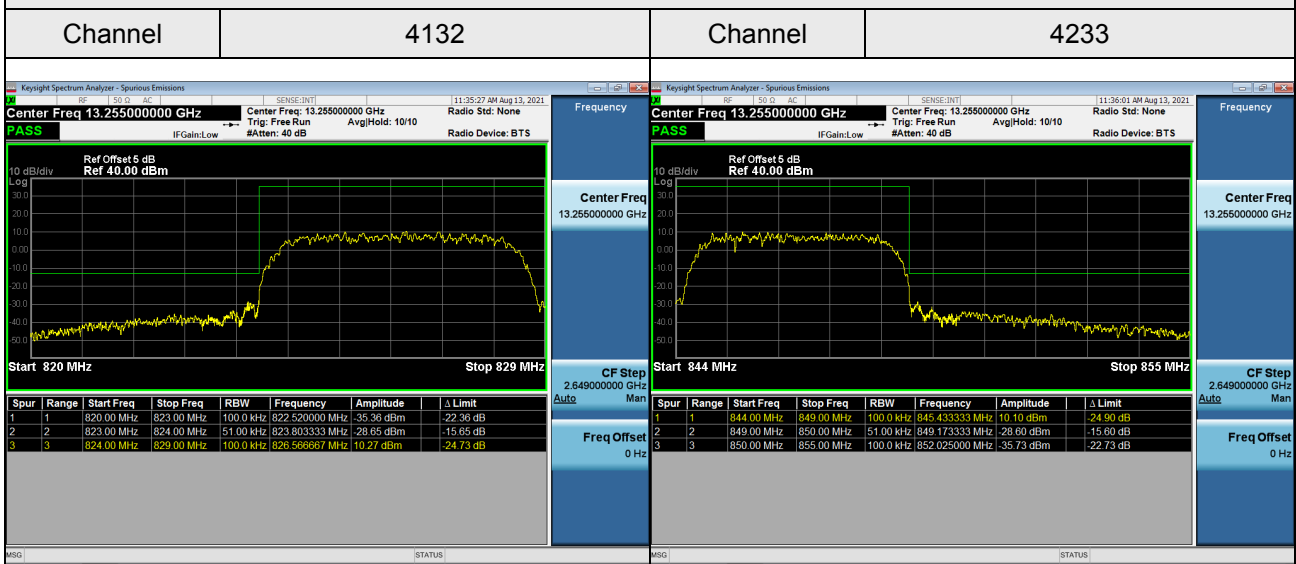 Channel 4132 Channel 4233
Keysight Spectrum Analyzer - Spurious Emissions
RF 50 Ω AC SENSE:INT 11:35:27 AM Aug 13, 2021
Center Freq 13.255000000 GHz
Center Freq: 13.255000000 GHz Radio Std: None
Trig: Free Run Avg|Hold: 10/10
PASS
IFGain:Low #Atten: 40 dB Radio Device: BTS
Ref Offset 5 dB
10 dB/div Ref 40.00 dBm
Log
30.0
20.0
10.0
0.00
-10.0
-20.0
-30.0
-40.0
-50.0
Start 820 MHz Stop 829 MHz
Spur Range Start Freq Stop Freq RBW Frequency Amplitude Δ Limit
1 1 820.00 MHz 823.00 MHz 100.0 kHz 822.520000 MHz -35.36 dBm -22.36 dB
2 2 823.00 MHz 824.00 MHz 51.00 kHz 823.803333 MHz -28.65 dBm -15.65 dB
3 3 824.00 MHz 829.00 MHz 100.0 kHz 826.566667 MHz 10.27 dBm -24.73 dB
MSG STATUS
Frequency
Center Freq
13.255000000 GHz
CF Step
2.649000000 GHz
Auto Man
Freq Offset
0 Hz
Keysight Spectrum Analyzer - Spurious Emissions
RF 50 Ω AC SENSE:INT 11:36:01 AM Aug 13, 2021
Center Freq 13.255000000 GHz
Center Freq: 13.255000000 GHz Radio Std: None
Trig: Free Run Avg|Hold: 10/10
PASS
IFGain:Low #Atten: 40 dB Radio Device: BTS
Ref Offset 5 dB
10 dB/div Ref 40.00 dBm
Log
30.0
20.0
10.0
0.00
-10.0
-20.0
-30.0
-40.0
-50.0
Start 844 MHz Stop 855 MHz
Spur Range Start Freq Stop Freq RBW Frequency Amplitude Δ Limit
1 1 844.00 MHz 849.00 MHz 100.0 kHz 845.433333 MHz 10.10 dBm -24.90 dB
2 2 849.00 MHz 850.00 MHz 51.00 kHz 849.173333 MHz -28.60 dBm -15.60 dB
3 3 850.00 MHz 855.00 MHz 100.0 kHz 852.025000 MHz -35.73 dBm -22.73 dB
MSG STATUS
Frequency
Center Freq
13.255000000 GHz
CF Step
2.649000000 GHz
Auto Man
Freq Offset
0 Hz